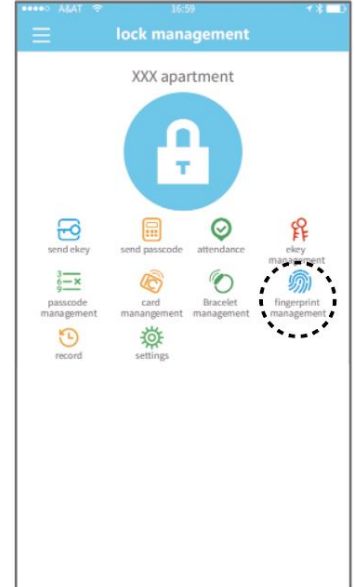 A&AT 16:59
lock management
XXX apartment
T
send ekey send passcode attendance ekey
management
passcode
management card
manangement Bracelet
management fingerprint
management
record settings